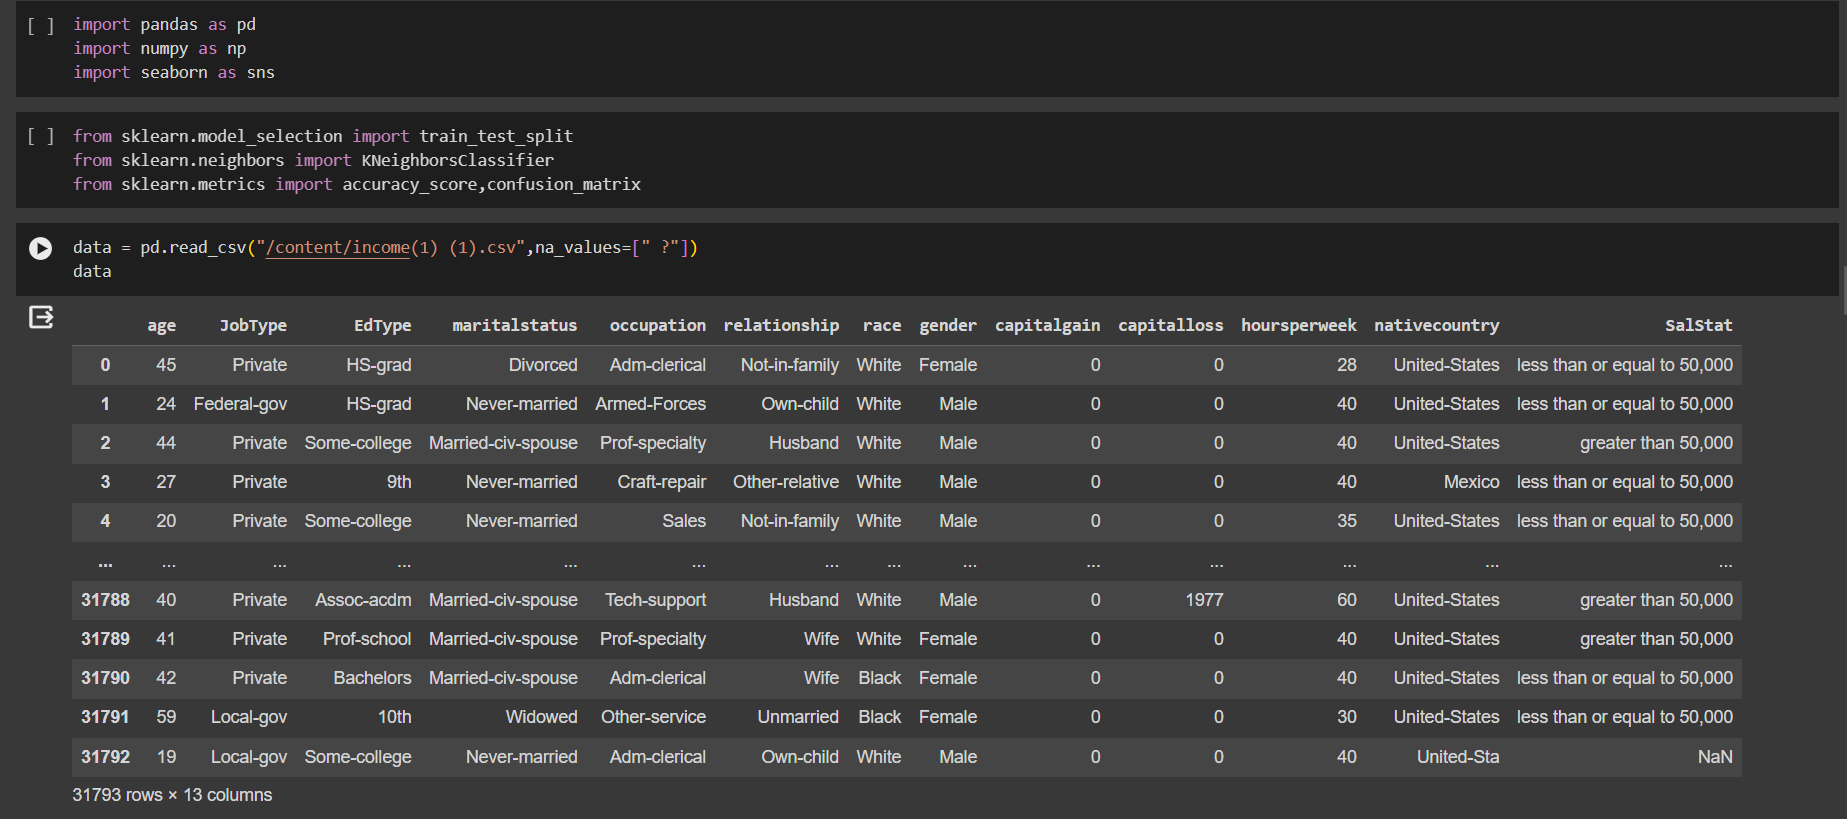 [ ] import pandas as pd
import numpy as np
import seaborn as sns
[ ] from sklearn.model_selection import train_test_split
from sklearn.neighbors import KNeighborsClassifier
from sklearn.metrics import accuracy_score,confusion_matrix
data = pd.read_csv("/content/income(1) (1).csv",na_values=[" ?"])
data
age JobType EdType maritalstatus occupation relationship race gender capitalgain capitalloss hoursperweek nativecountry SalStat
0 45 Private HS-grad Divorced Adm-clerical Not-in-family White Female 0 0 28 United-States less than or equal to 50,000
1 24 Federal-gov HS-grad Never-married Armed-Forces Own-child White Male 0 0 40 United-States less than or equal to 50,000
2 44 Private Some-college Married-civ-spouse Prof-specialty Husband White Male 0 0 40 United-States greater than 50,000
3 27 Private 9th Never-married Craft-repair Other-relative White Male 0 0 40 Mexico less than or equal to 50,000
4 20 Private Some-college Never-married Sales Not-in-family White Male 0 0 35 United-States less than or equal to 50,000
... ... ... ... ... ... ... ... ... ... ... ... ... ...
31788 40 Private Assoc-acdm Married-civ-spouse Tech-support Husband White Male 0 1977 60 United-States greater than 50,000
31789 41 Private Prof-school Married-civ-spouse Prof-specialty Wife White Female 0 0 40 United-States greater than 50,000
31790 42 Private Bachelors Married-civ-spouse Adm-clerical Wife Black Female 0 0 40 United-States less than or equal to 50,000
31791 59 Local-gov 10th Widowed Other-service Unmarried Black Female 0 0 30 United-States less than or equal to 50,000
31792 19 Local-gov Some-college Never-married Adm-clerical Own-child White Male 0 0 40 United-Sta NaN
31793 rows × 13 columns